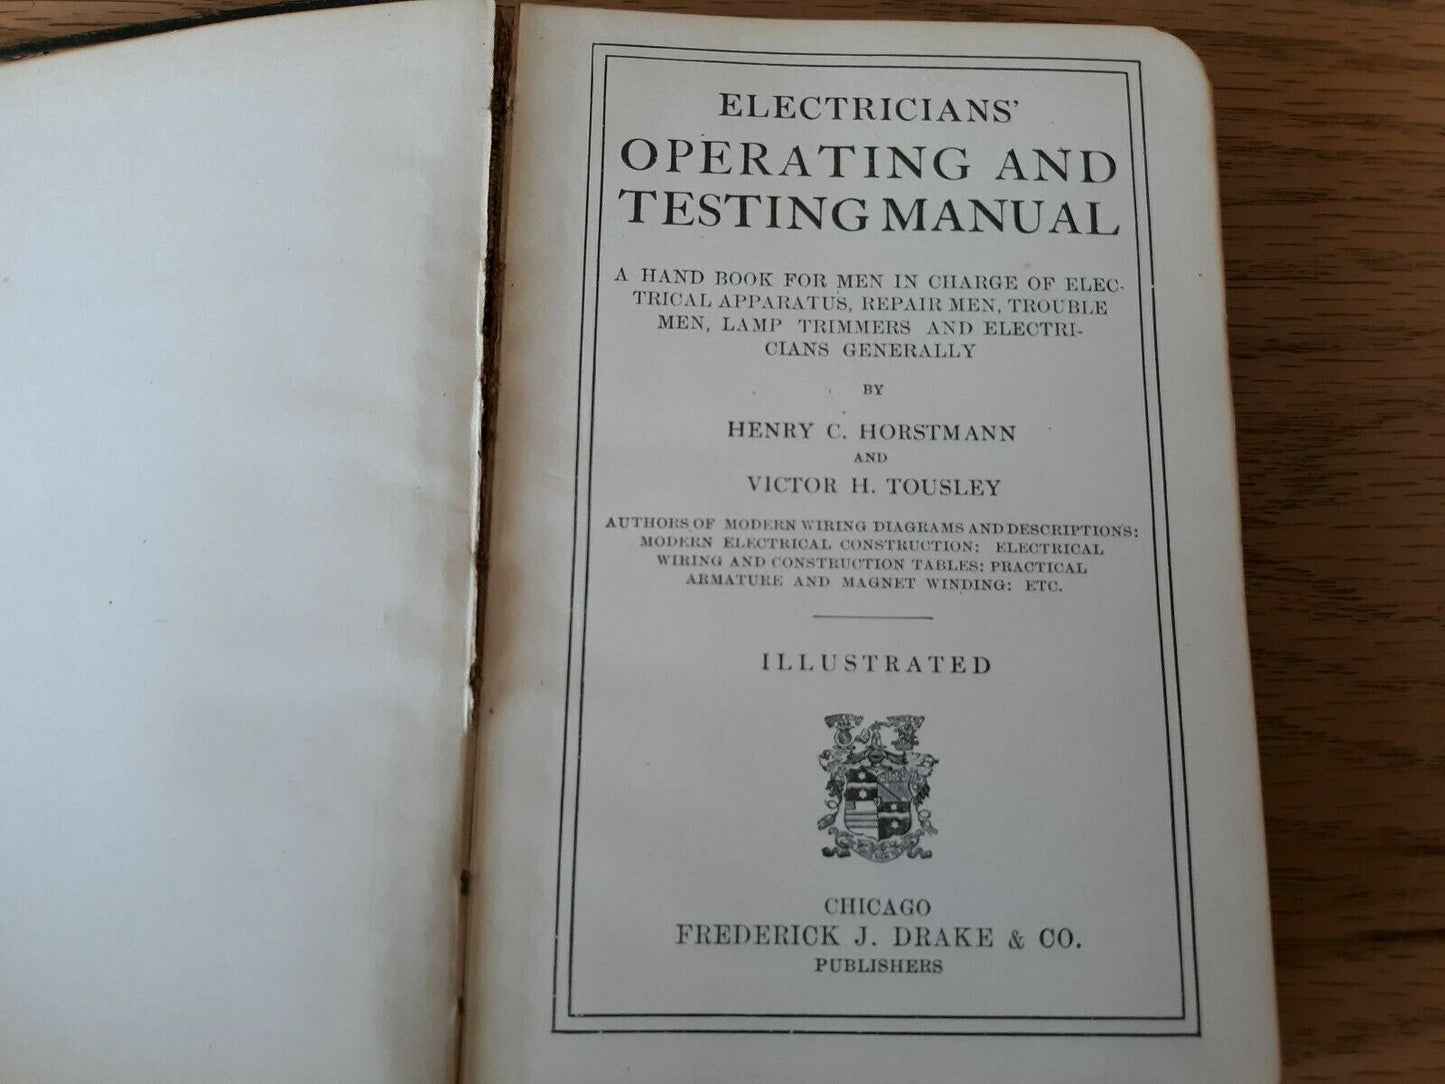 ELECTRICIANS'
OPERATING AND
TESTING MANUAL
A HAND BOOK FOR MEN IN CHARGE OF ELEC-
TRICAL APPARATUS, REPAIR MEN, TROUBLE
MEN, LAMP TRIMMERS AND ELECTRI-
CIANS GENERALLY
BY
HENRY C. HORSTMANN
AND
VICTOR H. TOUSLEY
AUTHORS OF MODERN WIRING DIAGRAMS AND DESCRIPTIONS:
MODERN ELECTRICAL CONSTRUCTION: ELECTRICAL
WIRING AND CONSTRUCTION TABLES: PRACTICAL
ARMATURE AND MAGNET WINDING: ETC.
ILLUSTRATED
CHICAGO
FREDERICK J. DRAKE & CO.
PUBLISHERS